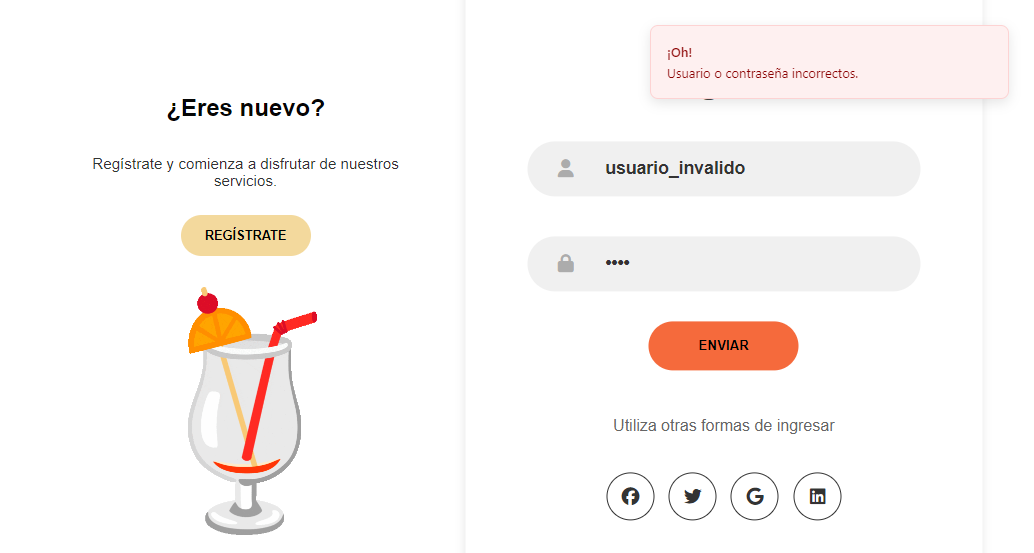 ¿Eres nuevo?
Regístrate y comienza a disfrutar de nuestros
servicios.
REGÍSTRATE
¡Oh!
Usuario o contraseña incorrectos.
usuario_invalido
••••
ENVIAR
Utiliza otras formas de ingresar